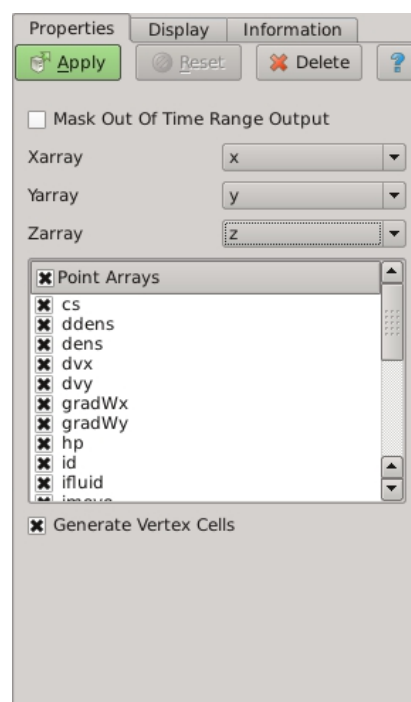 Properties Display Information
Apply Reset Delete ?
Mask Out Of Time Range Output
Xarray x
Yarray y
Zarray z
Point Arrays
cs
ddens
dens
dvx
dvy
gradWx
gradWy
hp
id
ifluid
Generate Vertex Cells